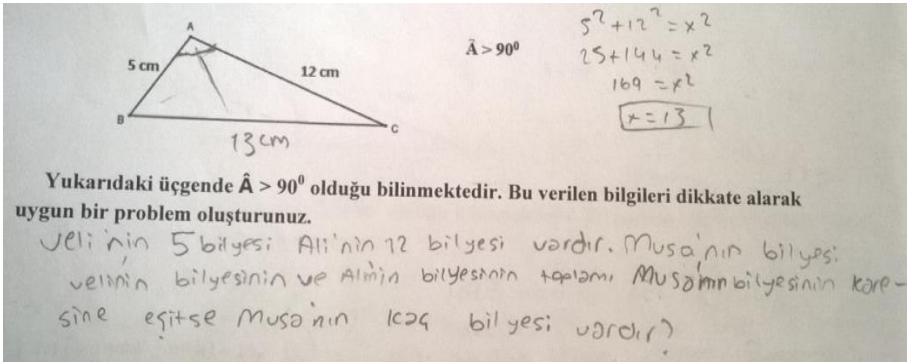 A
5 cm
12 cm
B
C
13 cm
Â > 90⁰
5² + 12² = x²
25 + 144 = x²
169 = x²
x = 13
Yukarıdaki üçgende Â > 90⁰ olduğu bilinmektedir. Bu verilen bilgileri dikkate alarak
uygun bir problem oluşturunuz.
Veli'nin 5 bilyesi Ali'nin 12 bilyesi vardır. Musa'nın bilyesi
velinin bilyesinin ve Alinin bilyesinin toplamı Musa'nın bilyesinin kare-
sine eşitse Musa'nın kaç bilyesi vardır?